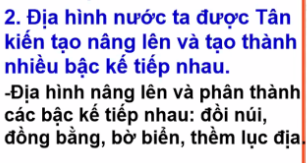 2. Địa hình nước ta được Tân
kiến tạo nâng lên và tạo thành
nhiều bậc kế tiếp nhau.
-Địa hình nâng lên và phân thành
các bậc kế tiếp nhau: đồi núi,
đồng bằng, bờ biển, thềm lục địa.